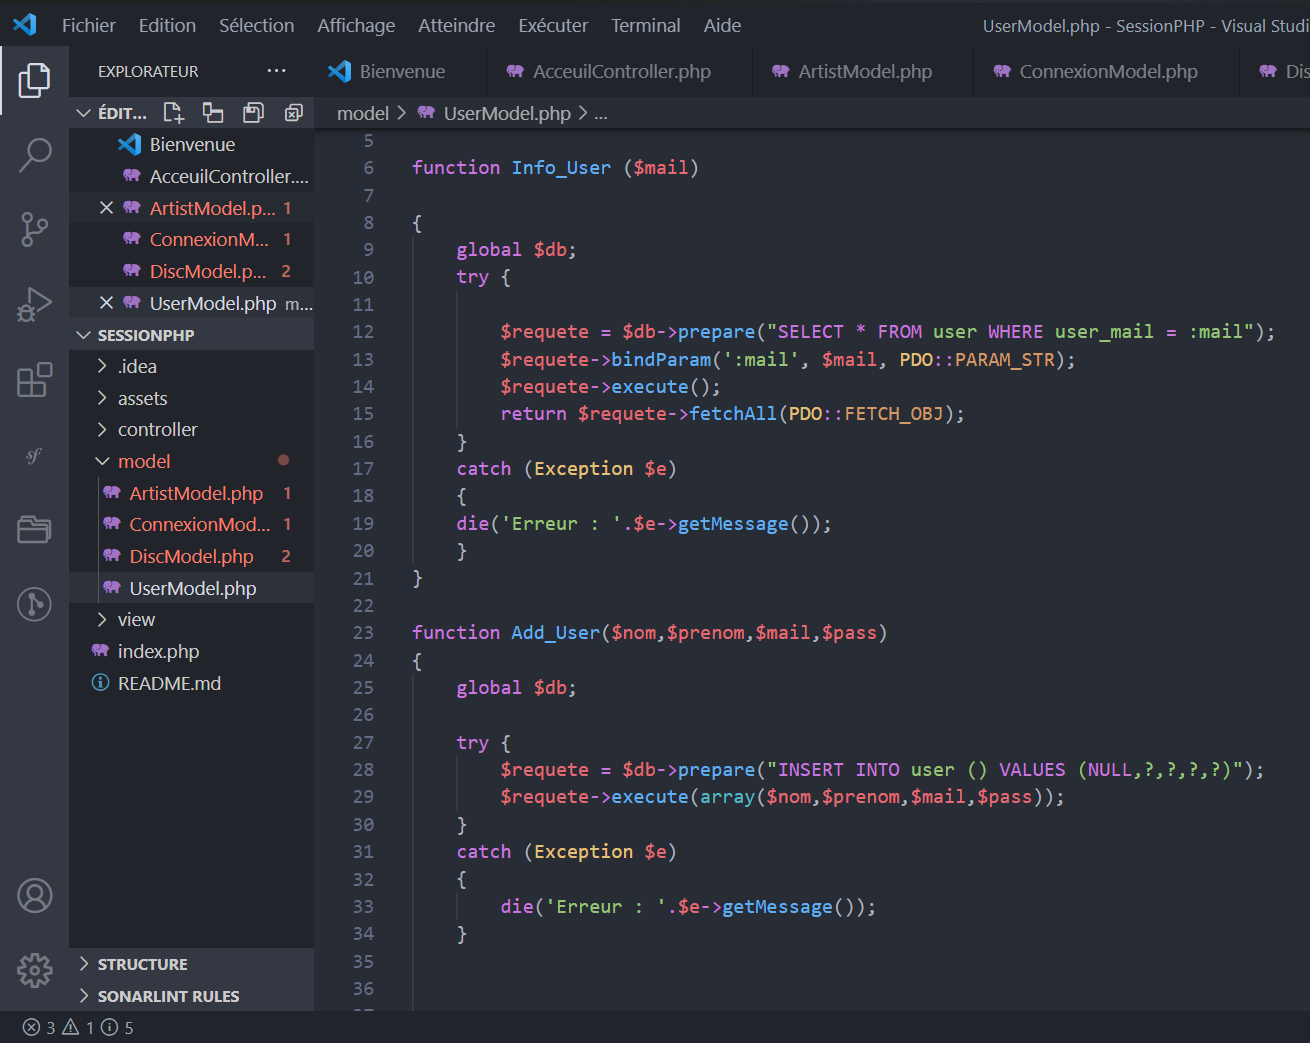 Fichier Edition Sélection Affichage Atteindre Exécuter Terminal Aide UserModel.php - SessionPHP - Visual Studi
EXPLORATEUR ...
Bienvenue AcceuilController.php ArtistModel.php ConnexionModel.php Dis
ÉDIT...
Bienvenue
AcceuilController....
ArtistModel.p... 1
ConnexionM... 1
DiscModel.p... 2
UserModel.php m...
SESSIONPHP
.idea
assets
controller
model
ArtistModel.php 1
ConnexionMod... 1
DiscModel.php 2
UserModel.php
view
index.php
README.md
STRUCTURE
SONARLINT RULES
model > UserModel.php > ...
5
6 function Info_User ($mail)
7
8 {
9 global $db;
10 try {
11
12 $requete = $db->prepare("SELECT * FROM user WHERE user_mail = :mail");
13 $requete->bindParam(':mail', $mail, PDO::PARAM_STR);
14 $requete->execute();
15 return $requete->fetchAll(PDO::FETCH_OBJ);
16 }
17 catch (Exception $e)
18 {
19 die('Erreur : '.$e->getMessage());
20 }
21 }
22
23 function Add_User($nom,$prenom,$mail,$pass)
24 {
25 global $db;
26
27 try {
28 $requete = $db->prepare("INSERT INTO user () VALUES (NULL,?,?,?,?)");
29 $requete->execute(array($nom,$prenom,$mail,$pass));
30 }
31 catch (Exception $e)
32 {
33 die('Erreur : '.$e->getMessage());
34 }
35
36
3 1 5